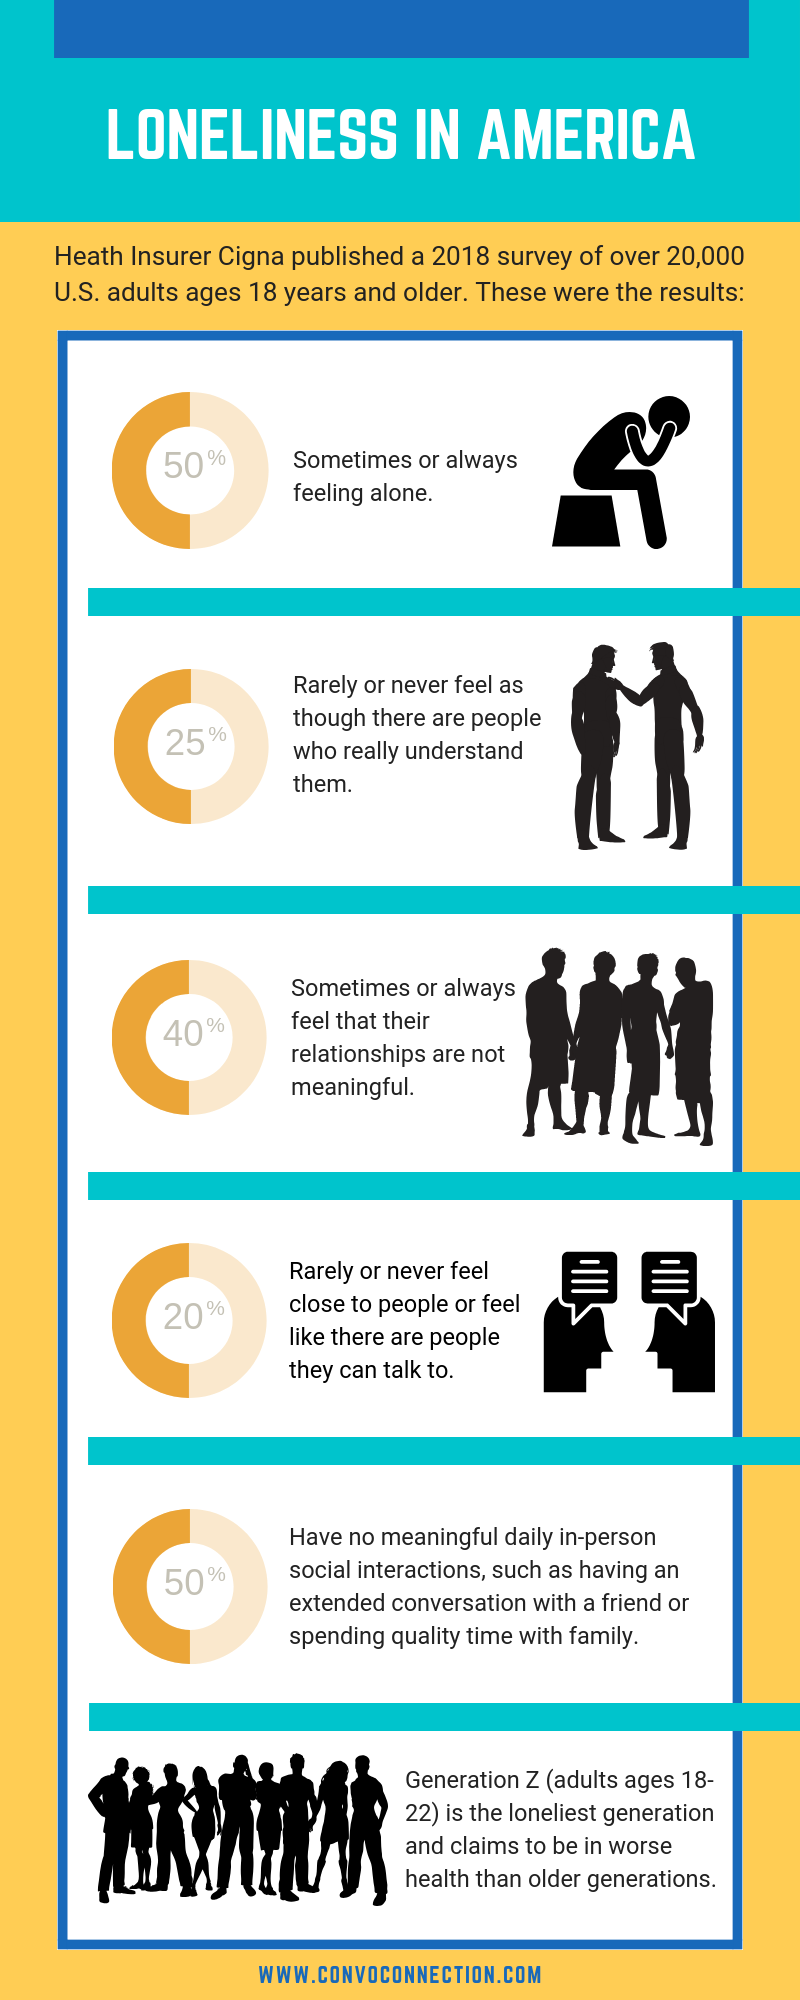 LONELINESS IN AMERICA
Heath Insurer Cigna published a 2018 survey of over 20,000
U.S. adults ages 18 years and older. These were the results:
50%
Sometimes or always
feeling alone.
25%
Rarely or never feel as
though there are people
who really understand
them.
40%
Sometimes or always
feel that their
relationships are not
meaningful.
20%
Rarely or never feel
close to people or feel
like there are people
they can talk to.
50%
Have no meaningful daily in-person
social interactions, such as having an
extended conversation with a friend or
spending quality time with family.
Generation Z (adults ages 18-
22) is the loneliest generation
and claims to be in worse
health than older generations.
WWW.CONVOCONNECTION.COM